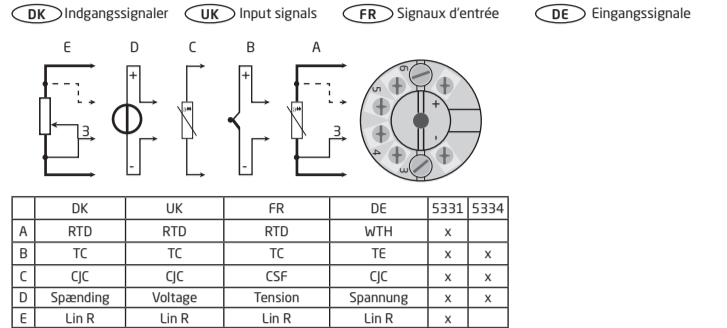 DK Indgangssignaler UK Input signals FR Signaux d'entrée DE Eingangssignale
E D C B A
+ +
3 3
- -
6
5
+
-
4
3
DK UK FR DE 5331 5334
A RTD RTD RTD WTH x
B TC TC TC TE x x
C CJC CJC CSF CJC x x
D Spænding Voltage Tension Spannung x x
E Lin R Lin R Lin R Lin R x